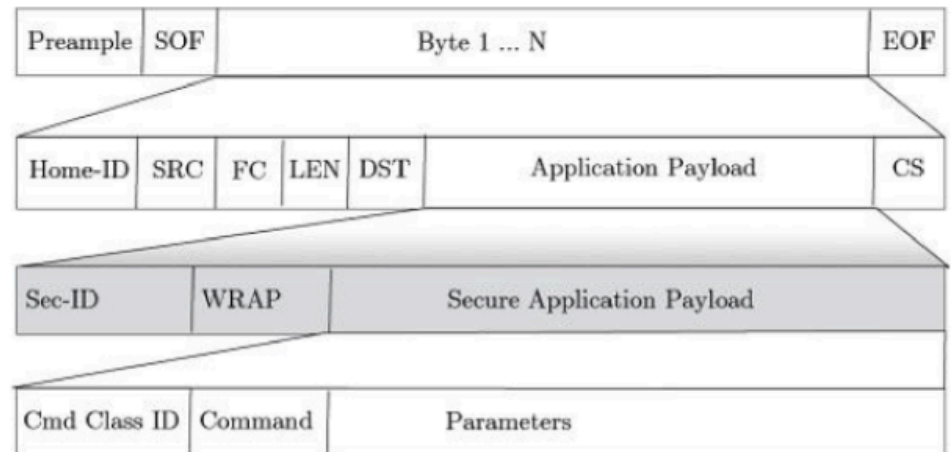 Preample SOF Byte 1 ... N EOF
Home-ID SRC FC LEN DST Application Payload CS
Sec-ID WRAP Secure Application Payload
Cmd Class ID Command Parameters